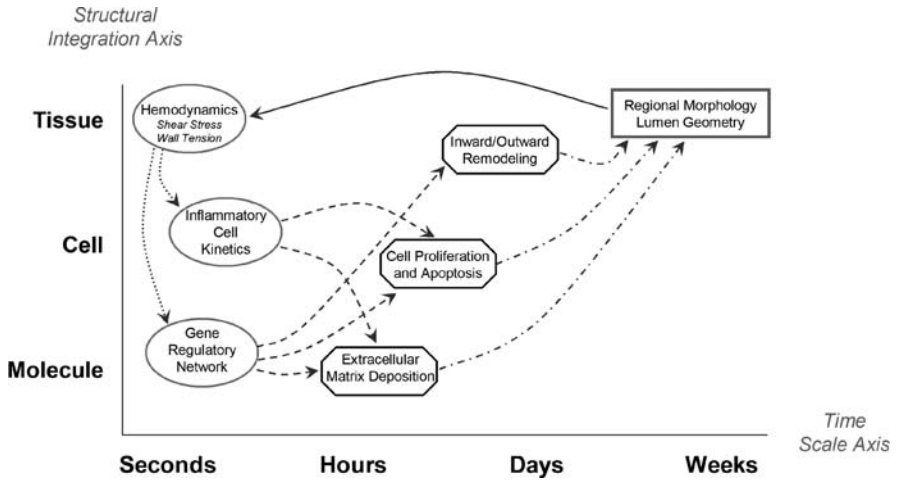 Structural
Integration Axis
Tissue
Hemodynamics
Shear Stress
Wall Tension
Regional Morphology
Lumen Geometry
Inward/Outward
Remodeling
Cell
Inflammatory
Cell
Kinetics
Cell Proliferation
and Apoptosis
Molecule
Gene
Regulatory
Network
Extracellular
Matrix Deposition
Time
Scale Axis
Seconds
Hours
Days
Weeks